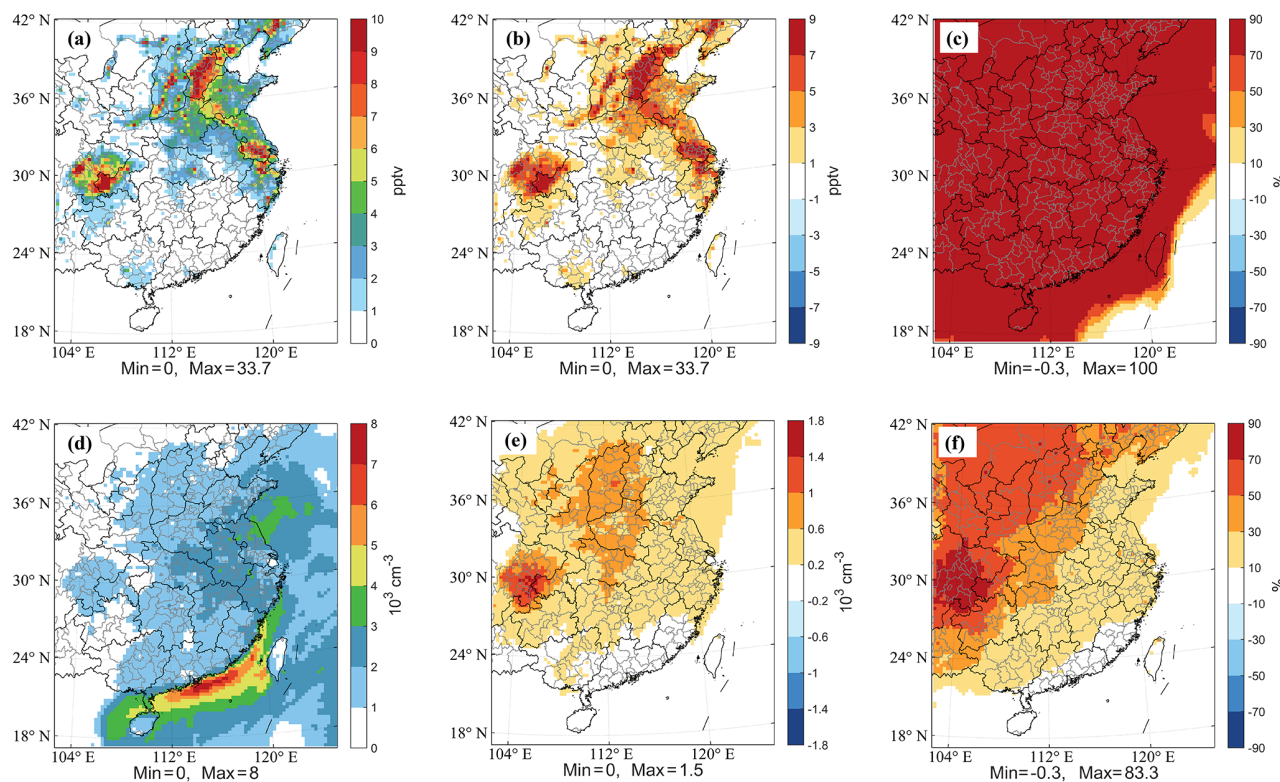 (a)
42° N
36° N
30° N
24° N
18° N
104° E 112° E 120° E
Min=0, Max=33.7
10
9
8
7
6
5
4
3
2
1
0
pptv
(b)
42° N
36° N
30° N
24° N
18° N
104° E 112° E 120° E
Min=0, Max=33.7
9
7
5
3
1
-1
-3
-5
-7
-9
pptv
(c)
42° N
36° N
30° N
24° N
18° N
104° E 112° E 120° E
Min=-0.3, Max=100
90
70
50
30
10
-10
-30
-50
-70
-90
%
(d)
42° N
36° N
30° N
24° N
18° N
104° E 112° E 120° E
Min=0, Max=8
8
7
6
5
4
3
2
1
0
10³ cm⁻³
(e)
42° N
36° N
30° N
24° N
18° N
104° E 112° E 120° E
Min=0, Max=1.5
1.8
1.4
1
0.6
0.2
-0.2
-0.6
-1
-1.4
-1.8
10³ cm⁻³
(f)
42° N
36° N
30° N
24° N
18° N
104° E 112° E 120° E
Min=-0.3, Max=83.3
90
70
50
30
10
-10
-30
-50
-70
-90
%